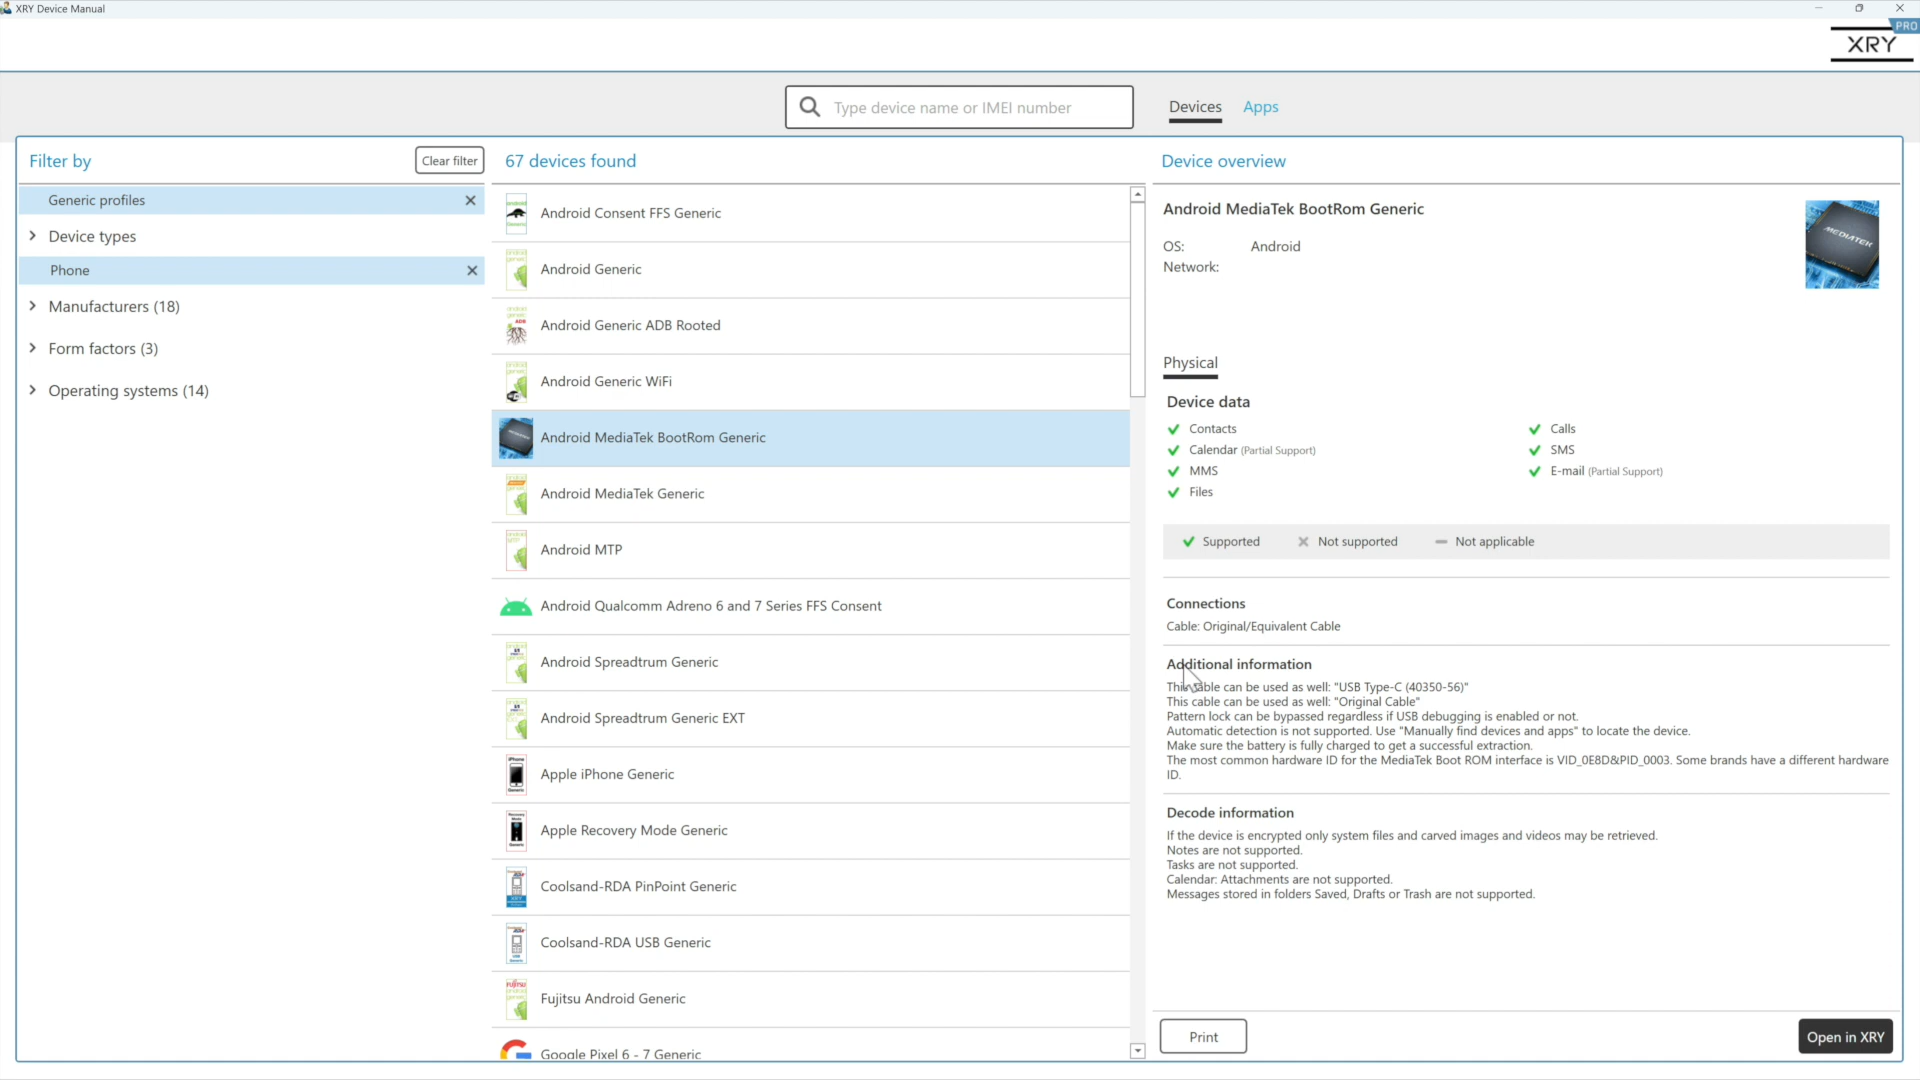 XRY Device Manual
PRO
XRY
Type device name or IMEI number
Devices
Apps
Filter by
Clear filter
Generic profiles
Device types
Phone
Manufacturers (18)
Form factors (3)
Operating systems (14)
67 devices found
Android Consent FFS Generic
Android Generic
Android Generic ADB Rooted
Android Generic WiFi
Android MediaTek BootRom Generic
Android MediaTek Generic
Android MTP
Android Qualcomm Adreno 6 and 7 Series FFS Consent
Android Spreadtrum Generic
Android Spreadtrum Generic EXT
Apple iPhone Generic
Apple Recovery Mode Generic
Coolsand-RDA PinPoint Generic
Coolsand-RDA USB Generic
Fujitsu Android Generic
Google Pixel 6 - 7 Generic
Device overview
Android MediaTek BootRom Generic
OS: Android
Network:
MEDIATEK
Physical
Device data
Contacts
Calls
Calendar (Partial Support)
SMS
MMS
E-mail (Partial Support)
Files
Supported
Not supported
Not applicable
Connections
Cable: Original/Equivalent Cable
Additional information
This cable can be used as well: "USB Type-C (40350-56)"
This cable can be used as well: "Original Cable"
Pattern lock can be bypassed regardless if USB debugging is enabled or not.
Automatic detection is not supported. Use "Manually find devices and apps" to locate the device.
Make sure the battery is fully charged to get a successful extraction.
The most common hardware ID for the MediaTek Boot ROM interface is VID_0E8D&PID_0003. Some brands have a different hardware
ID.
Decode information
If the device is encrypted only system files and carved images and videos may be retrieved.
Notes are not supported.
Tasks are not supported.
Calendar: Attachments are not supported.
Messages stored in folders Saved, Drafts or Trash are not supported.
Print
Open in XRY